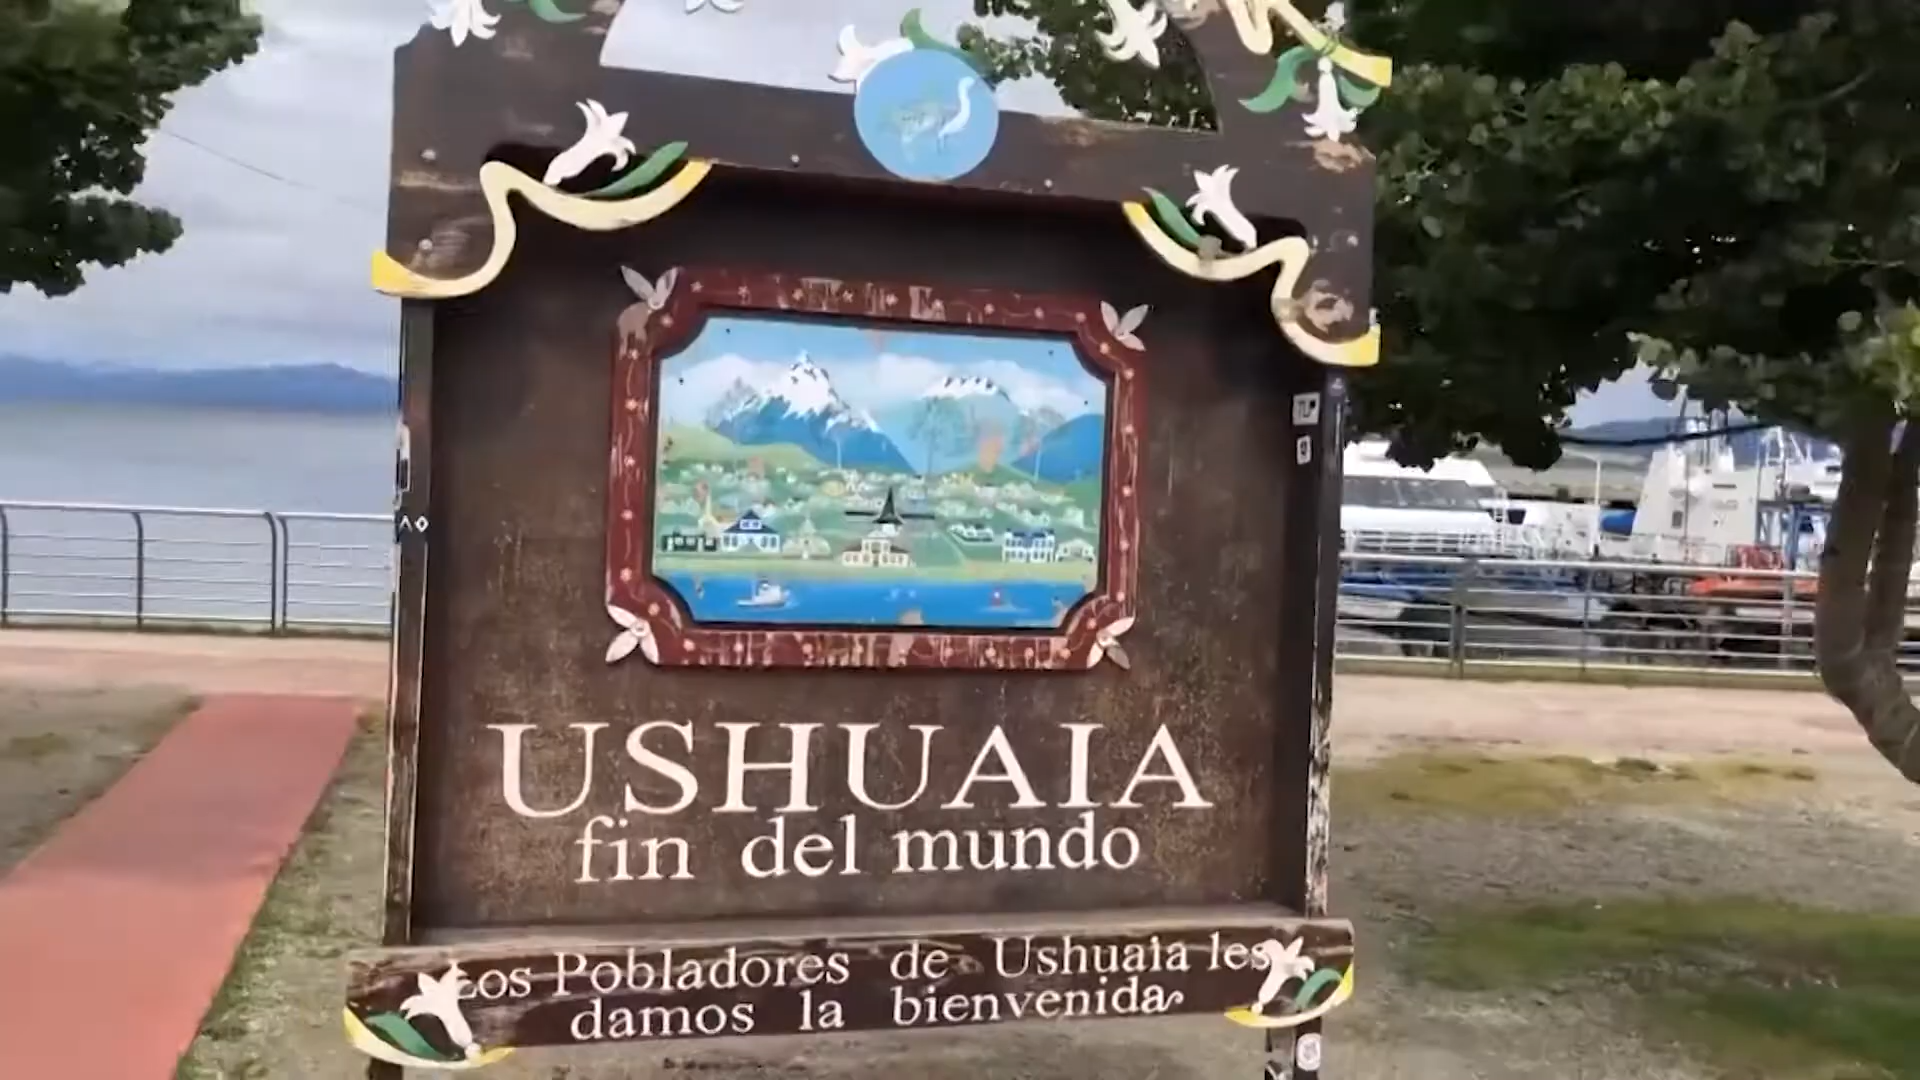 USHUAIA
fin del mundo
Los Pobladores de Ushuaia les
damos la bienvenida